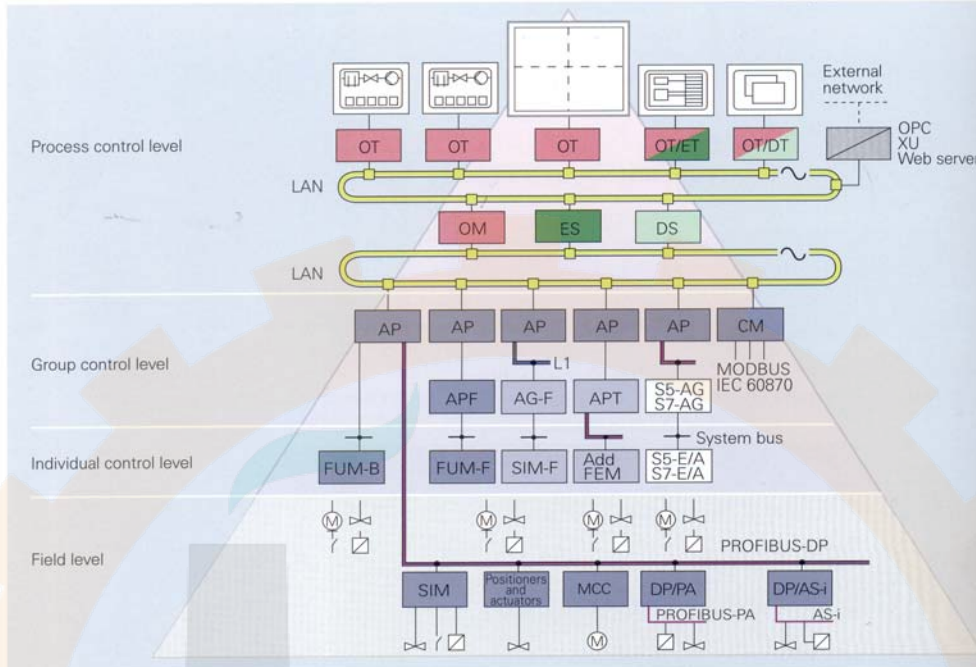 External
network
Process control level
OT
OT
OT
OT/ET
OT/DT
OPC
XU
Web server
LAN
OM
ES
DS
LAN
AP
AP
AP
AP
AP
CM
L1
MODBUS
IEC 60870
Group control level
APF
AG-F
APT
S5-AG
S7-AG
System bus
Individual control level
FUM-B
FUM-F
SIM-F
Add
FEM
S5-E/A
S7-E/A
M
M
M
M
Field level
PROFIBUS-DP
SIM
Positioners
and
actuators
MCC
DP/PA
DP/AS-i
PROFIBUS-PA
AS-i
M